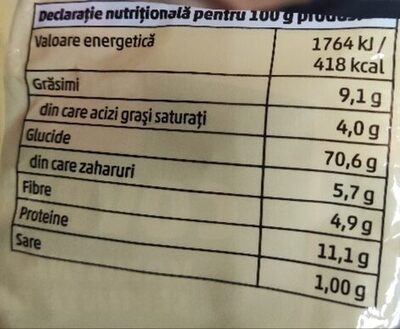 Declarație nutrițională pentru 100 g produs
Valoare energetică 1764 kJ /
418 kcal
Grăsimi 9,1 g
din care acizi grași saturați 4,0 g
Glucide 70,6 g
din care zaharuri 5,7 g
Fibre 4,9 g
Proteine 11,1 g
Sare 1,00 g